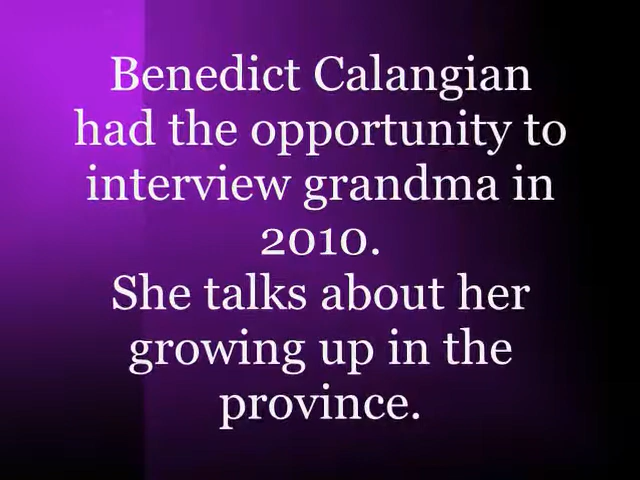 Benedict Calangian
had the opportunity to
interview grandma in
2010.
She talks about her
growing up in the
province.